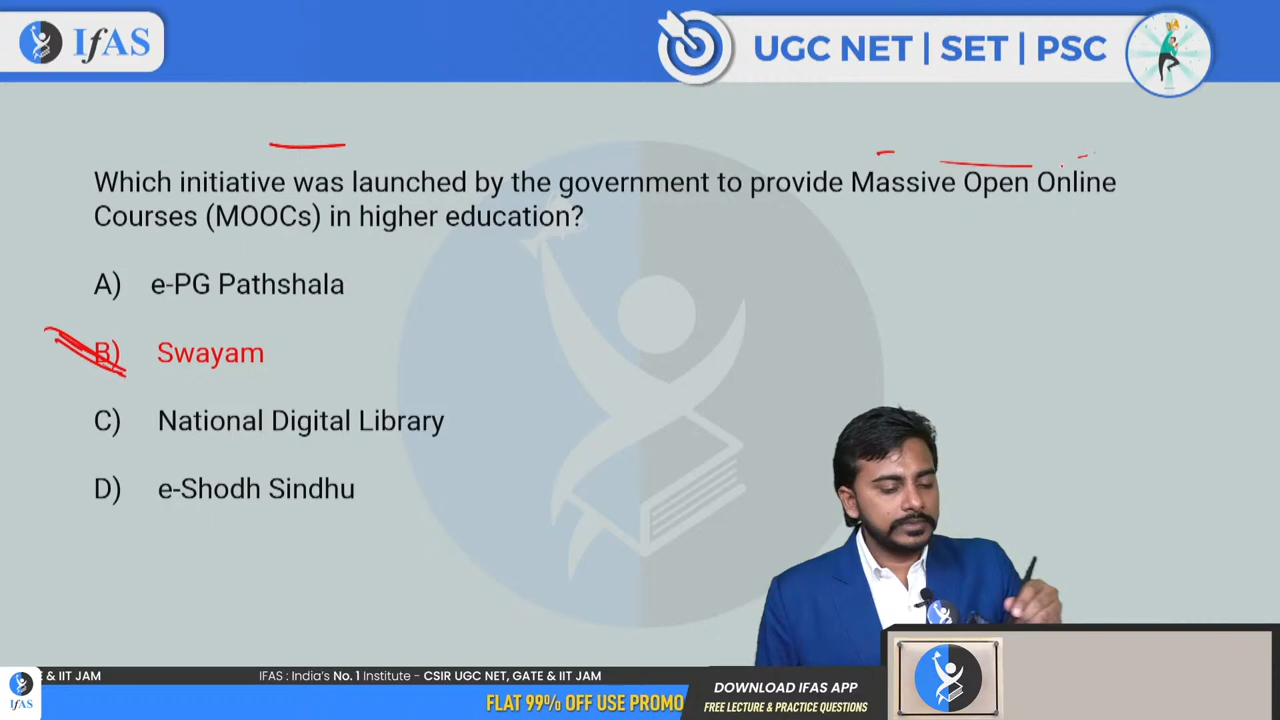 IfAS
UGC NET | SET | PSC
Which initiative was launched by the government to provide Massive Open Online
Courses (MOOCs) in higher education?
A) e-PG Pathshala
B) Swayam
C) National Digital Library
D) e-Shodh Sindhu
E & IIT JAM
IFAS : India's No. 1 Institute - CSIR UGC NET, GATE & IIT JAM
IfAS
FLAT 99% OFF USE PROMO
DOWNLOAD IFAS APP
FREE LECTURE & PRACTICE QUESTIONS